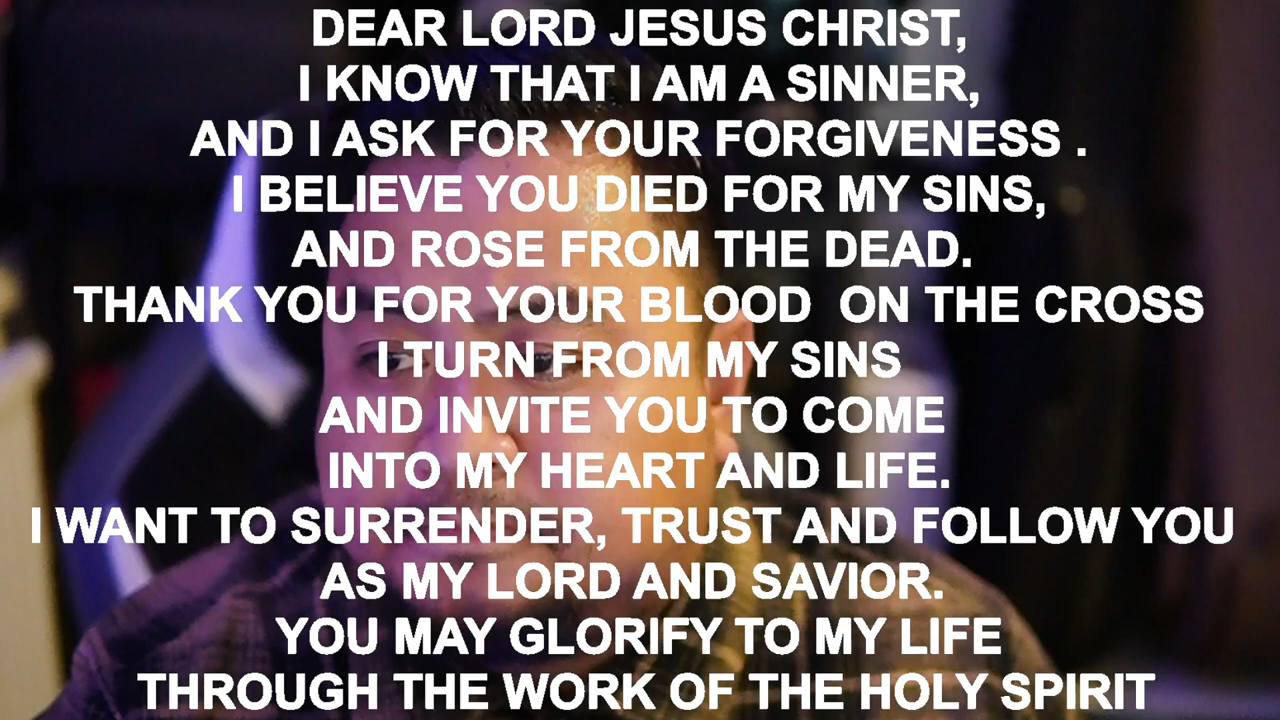 DEAR LORD JESUS CHRIST,
I KNOW THAT I AM A SINNER,
AND I ASK FOR YOUR FORGIVENESS .
I BELIEVE YOU DIED FOR MY SINS,
AND ROSE FROM THE DEAD.
THANK YOU FOR YOUR BLOOD  ON THE CROSS
I TURN FROM MY SINS
AND INVITE YOU TO COME
INTO MY HEART AND LIFE.
I WANT TO SURRENDER, TRUST AND FOLLOW YOU
AS MY LORD AND SAVIOR.
YOU MAY GLORIFY TO MY LIFE
THROUGH THE WORK OF THE HOLY SPIRIT